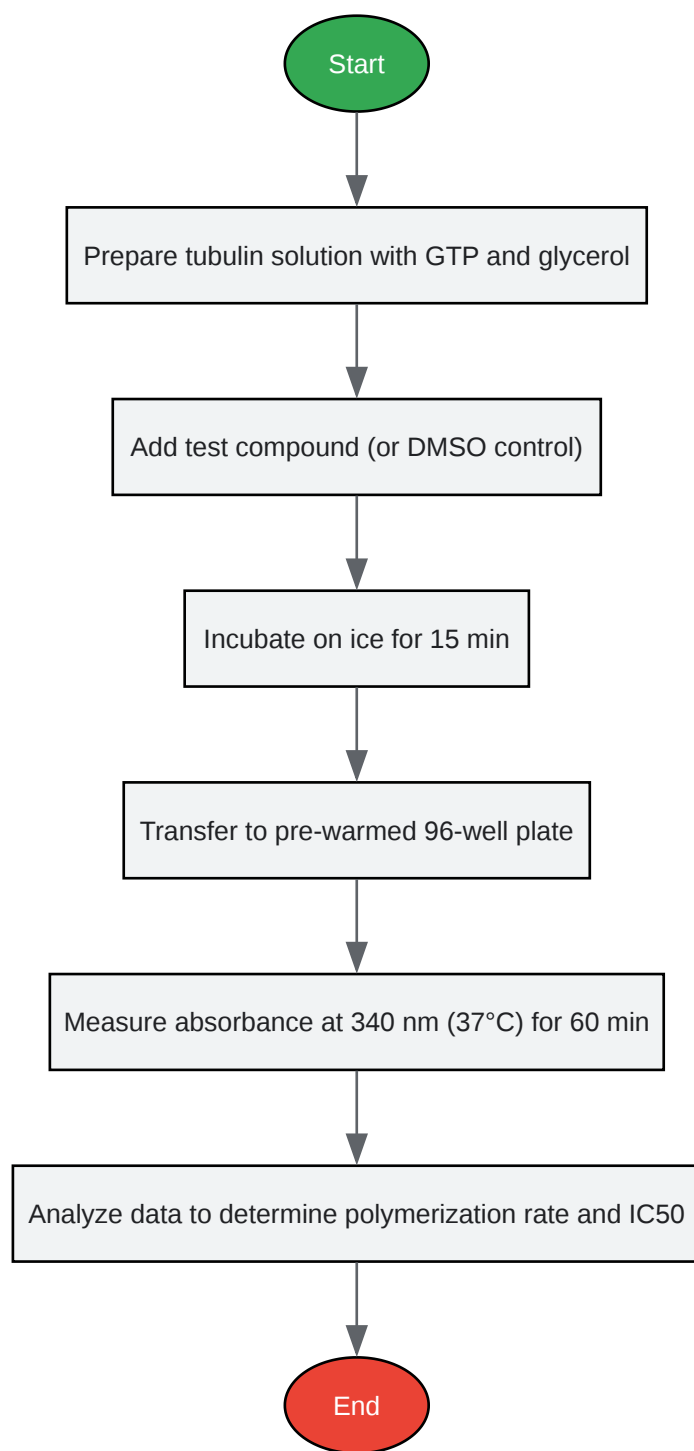 Start
Prepare tubulin solution with GTP and glycerol
Add test compound (or DMSO control)
Incubate on ice for 15 min
Transfer to pre-warmed 96-well plate
Measure absorbance at 340 nm (37°C) for 60 min
Analyze data to determine polymerization rate and IC50
End